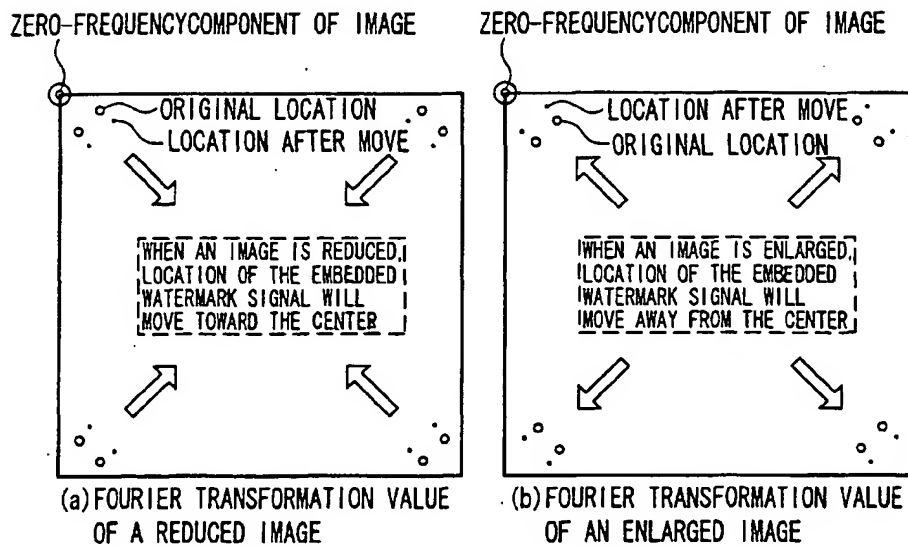 ZERO-FREQUENCYCOMPONENT OF IMAGE
ORIGINAL LOCATION
LOCATION AFTER MOVE
WHEN AN IMAGE IS REDUCED,
LOCATION OF THE EMBEDDED
WATERMARK SIGNAL WILL
MOVE TOWARD THE CENTER
(a) FOURIER TRANSFORMATION VALUE
OF A REDUCED IMAGE
ZERO-FREQUENCYCOMPONENT OF IMAGE
LOCATION AFTER MOVE
ORIGINAL LOCATION
WHEN AN IMAGE IS ENLARGED,
LOCATION OF THE EMBEDDED
WATERMARK SIGNAL WILL
MOVE AWAY FROM THE CENTER
(b) FOURIER TRANSFORMATION VALUE
OF AN ENLARGED IMAGE